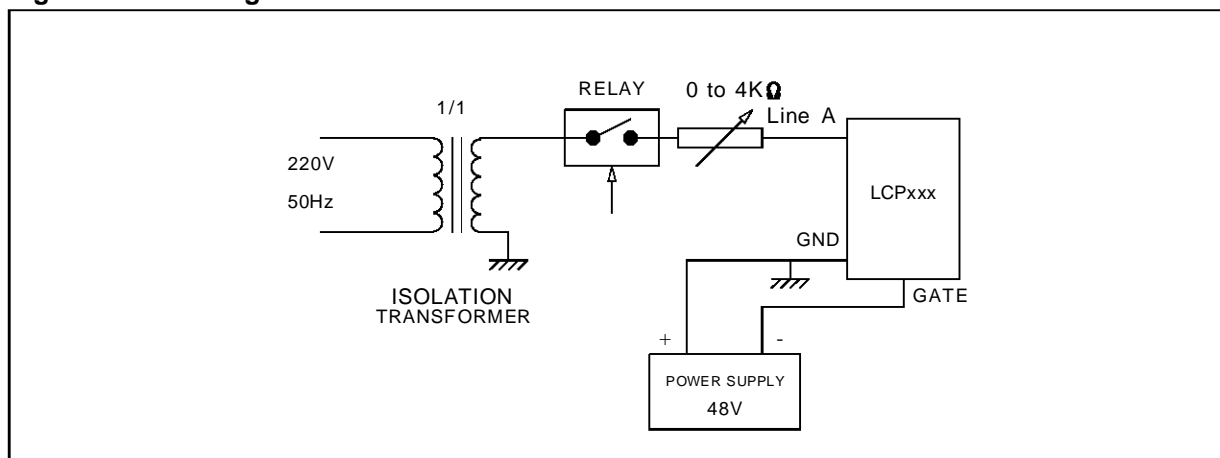 1/1
RELAY
0 to 4KΩ
Line A
220V
50Hz
LCPxxx
GND
GATE
ISOLATION
TRANSFORMER
+ -
POWER SUPPLY
48V